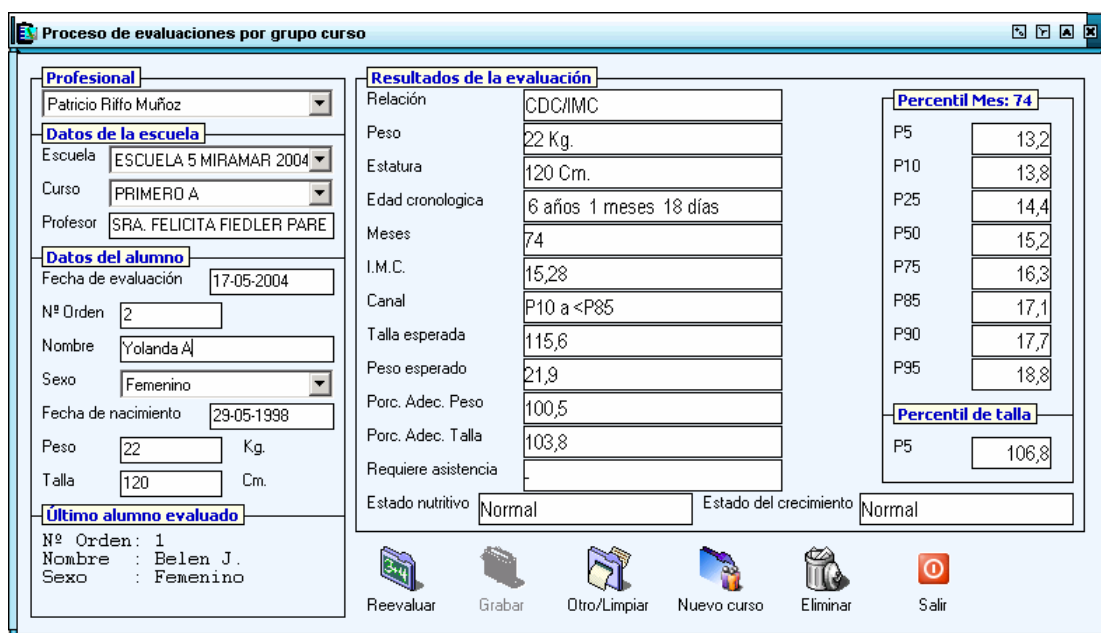 Proceso de evaluaciones por grupo curso
Profesional
Patricio Riffo Muñoz
Datos de la escuela
Escuela ESCUELA 5 MIRAMAR 2004
Curso PRIMERO A
Profesor SRA. FELICITA FIEDLER PARE
Datos del alumno
Fecha de evaluación 17-05-2004
Nº Orden 2
Nombre Yolanda A
Sexo Femenino
Fecha de nacimiento 29-05-1998
Peso 22 Kg.
Talla 120 Cm.
Último alumno evaluado
Nº Orden: 1
Nombre : Belen J.
Sexo : Femenino
Resultados de la evaluación
Relación CDC/IMC
Peso 22 Kg.
Estatura 120 Cm.
Edad cronologica 6 años 1 meses 18 días
Meses 74
I.M.C. 15,28
Canal P10 a <P85
Talla esperada 115,6
Peso esperado 21,9
Porc. Adec. Peso 100,5
Porc. Adec. Talla 103,8
Requiere asistencia -
Estado nutritivo Normal Estado del crecimiento Normal
Percentil Mes: 74
P5 13,2
P10 13,8
P25 14,4
P50 15,2
P75 16,3
P85 17,1
P90 17,7
P95 18,8
Percentil de talla
P5 106,8
3+4
Reevaluar Grabar Otro/Limpiar Nuevo curso Eliminar Salir